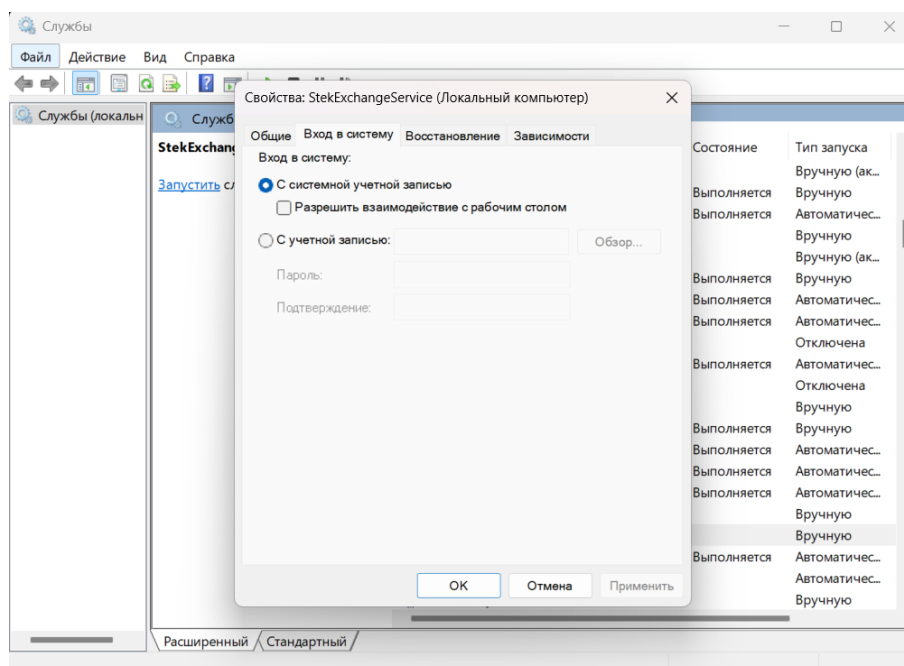 Службы
Файл Действие Вид Справка
Службы (локальн
Служб
StekExchang
Запустить сл
Свойства: StekExchangeService (Локальный компьютер)
Общие Вход в систему Восстановление Зависимости
Вход в систему:
С системной учетной записью
Разрешить взаимодействие с рабочим столом
С учетной записью:
Обзор...
Пароль:
Подтверждение:
OK Отмена Применить
Состояние Тип запуска
Вручную (ак...
Выполняется Вручную
Выполняется Автоматичес...
Вручную
Вручную (ак...
Выполняется Вручную
Выполняется Автоматичес...
Выполняется Автоматичес...
Отключена
Выполняется Автоматичес...
Отключена
Вручную
Выполняется Вручную
Выполняется Автоматичес...
Выполняется Автоматичес...
Выполняется Автоматичес...
Вручную
Вручную
Выполняется Автоматичес...
Автоматичес...
Вручную
Расширенный Стандартный